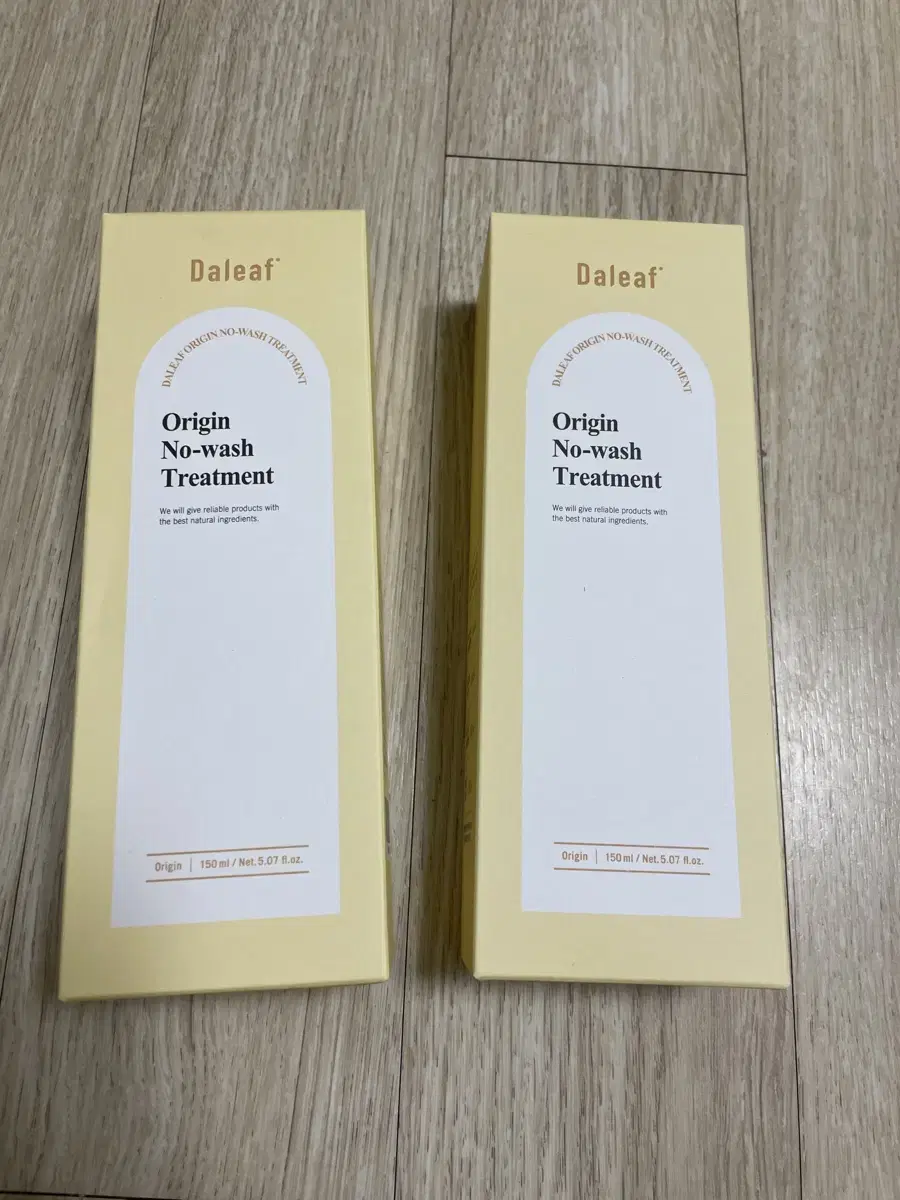 Daleaf
DALEAF ORIGIN NO-WASH TREATMENT
Origin
No-wash
Treatment
We will give reliable products with
the best natural ingredients.
Origin | 150 ml / Net. 5.07 fl.oz.
Daleaf
DALEAF ORIGIN NO-WASH TREATMENT
Origin
No-wash
Treatment
We will give reliable products with
the best natural ingredients.
Origin | 150 ml / Net. 5.07 fl.oz.